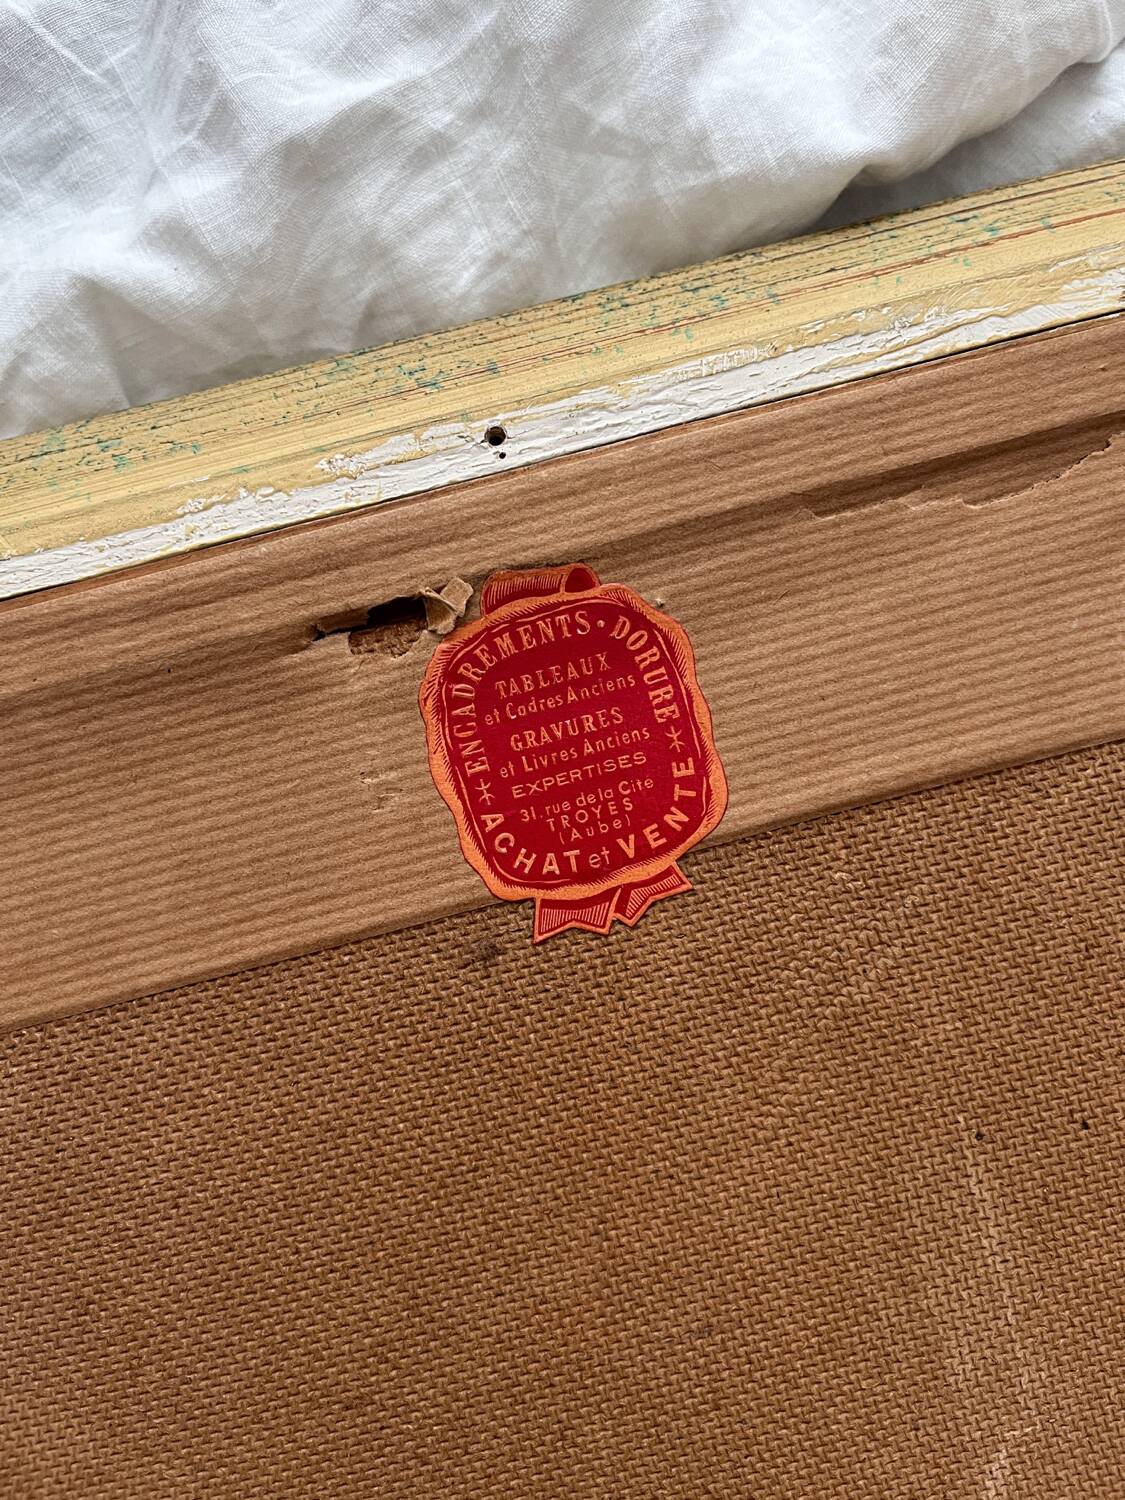 * ENCADREMENTS • DORURE *
TABLEAUX
et Cadres Anciens
GRAVURES
et Livres Anciens
EXPERTISES
31, rue de la Cité
TROYES
(Aube)
ACHAT et VENTE